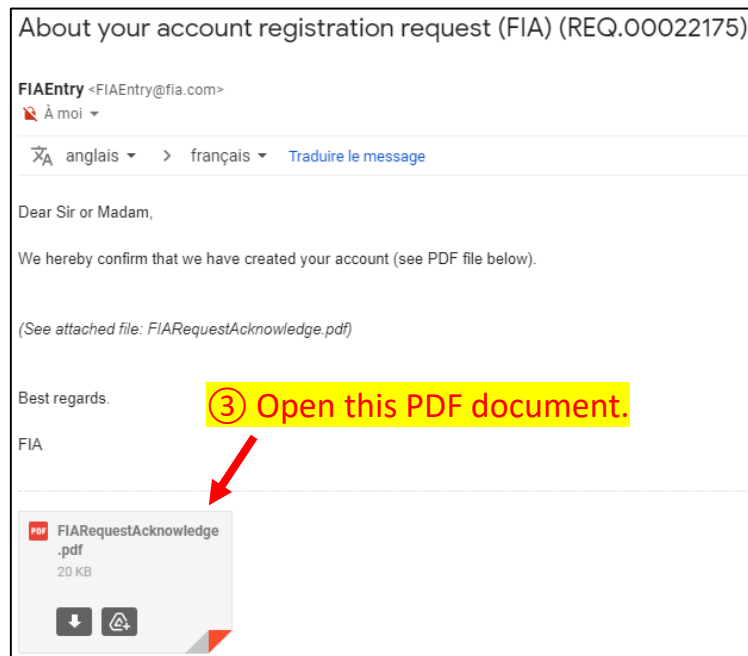 About your account registration request (FIA) (REQ.00022175)
FIAEntry <FIAEntry@fia.com>
À moi
anglais > français Traduire le message
Dear Sir or Madam,
We hereby confirm that we have created your account (see PDF file below).
(See attached file: FIARequestAcknowledge.pdf)
Best regards.
③ Open this PDF document.
FIA
PDF FIARequestAcknowledge
.pdf
20 KB